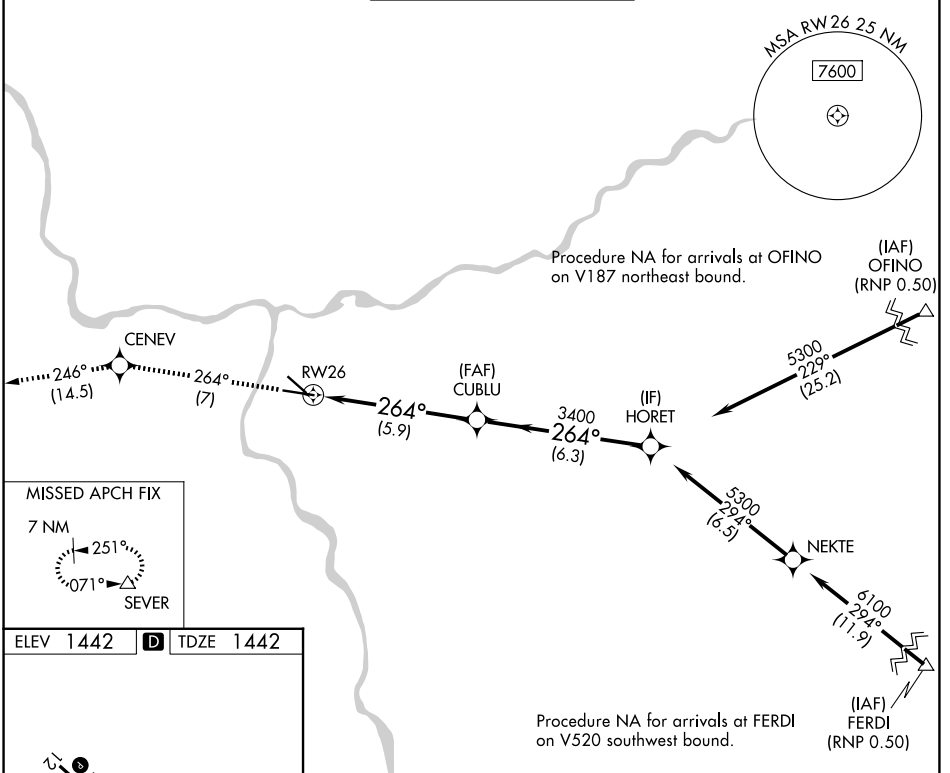 MSA RW26 25 NM
7600
Procedure NA for arrivals at OFINO
on V187 northeast bound.
(IAF)
OFINO
(RNP 0.50)
5300
229°
(25.2)
CENEV
246°
(14.5)
264°
(7)
RW26
264°
(5.9)
(FAF)
CUBLU
3400
264°
(6.3)
(IF)
HORET
5300
294°
(6.5)
NEKTE
6100
294°
(11.9)
(IAF)
FERDI
(RNP 0.50)
Procedure NA for arrivals at FERDI
on V520 southwest bound.
MISSED APCH FIX
7 NM
251°
071°
SEVER
ELEV 1442 D TDZE 1442
12
P